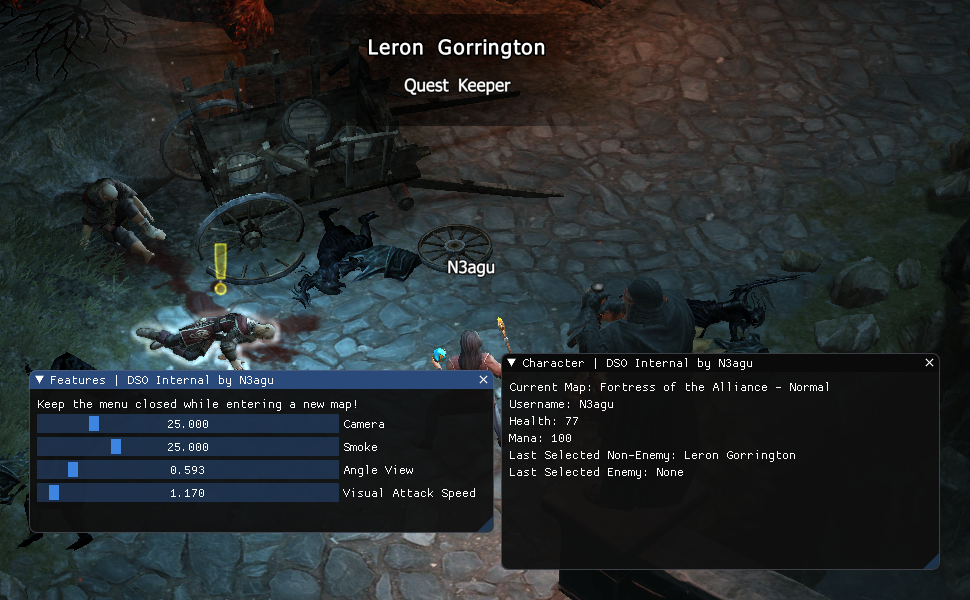 Leron Gorrington
Quest Keeper
N3agu
Features | DSO Internal by N3agu
Keep the menu closed while entering a new map!
25.000 Camera
25.000 Smoke
0.593 Angle View
1.170 Visual Attack Speed
Character | DSO Internal by N3agu
Current Map: Fortress of the Alliance - Normal
Username: N3agu
Health: 77
Mana: 100
Last Selected Non-Enemy: Leron Gorrington
Last Selected Enemy: None